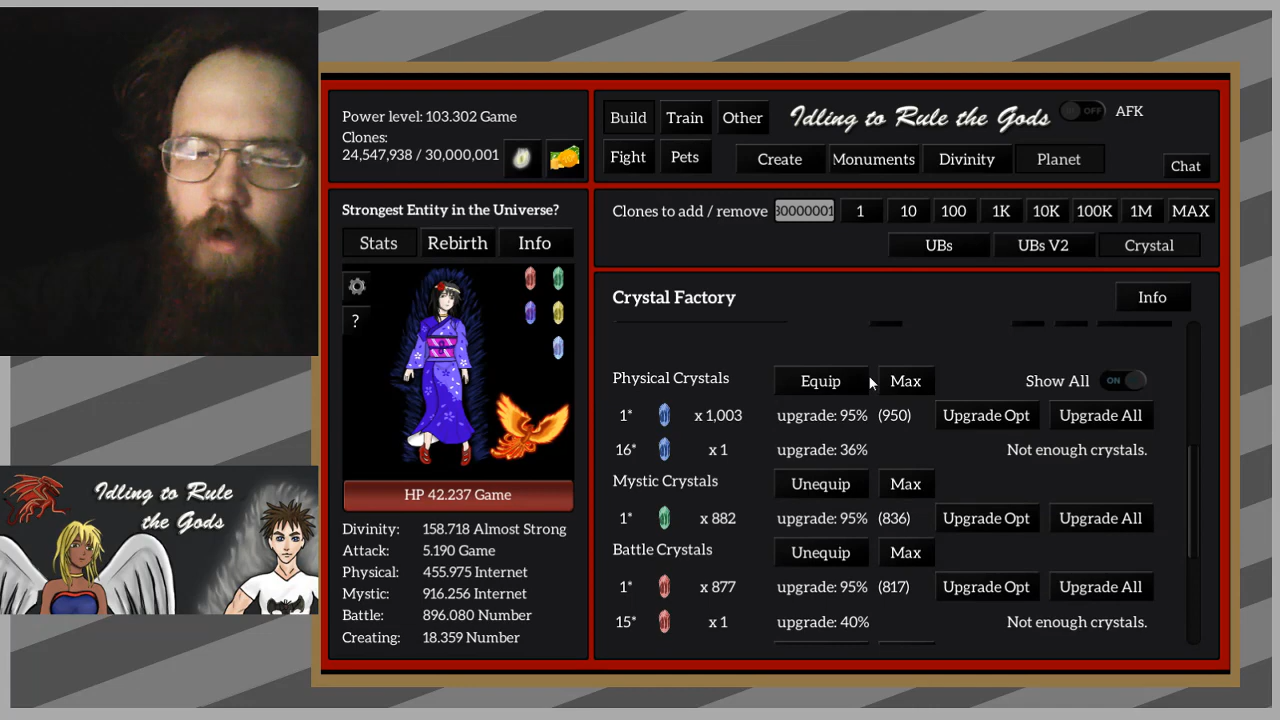 Power level: 103.302 Game
Clones:
24,547,938 / 30,000,001
Build
Train
Other
Idling to Rule the Gods
OFF
AFK
Fight
Pets
Create
Monuments
Divinity
Planet
Chat
Strongest Entity in the Universe?
Stats
Rebirth
Info
?
HP 42.237 Game
Divinity: 158.718 Almost Strong
Attack: 5.190 Game
Physical: 455.975 Internet
Mystic: 916.256 Internet
Battle: 896.080 Number
Creating: 18.359 Number
Clones to add / remove
30000001
1
10
100
1K
10K
100K
1M
MAX
UBs
UBs V2
Crystal
Crystal Factory
Info
Physical Crystals Equip Max Show All ON
1* x 1,003 upgrade: 95% (950) Upgrade Opt Upgrade All
16* x 1 upgrade: 36% Not enough crystals.
Mystic Crystals Unequip Max
1* x 882 upgrade: 95% (836) Upgrade Opt Upgrade All
Battle Crystals Unequip Max
1* x 877 upgrade: 95% (817) Upgrade Opt Upgrade All
15* x 1 upgrade: 40% Not enough crystals.
Idling to Rule
the Gods